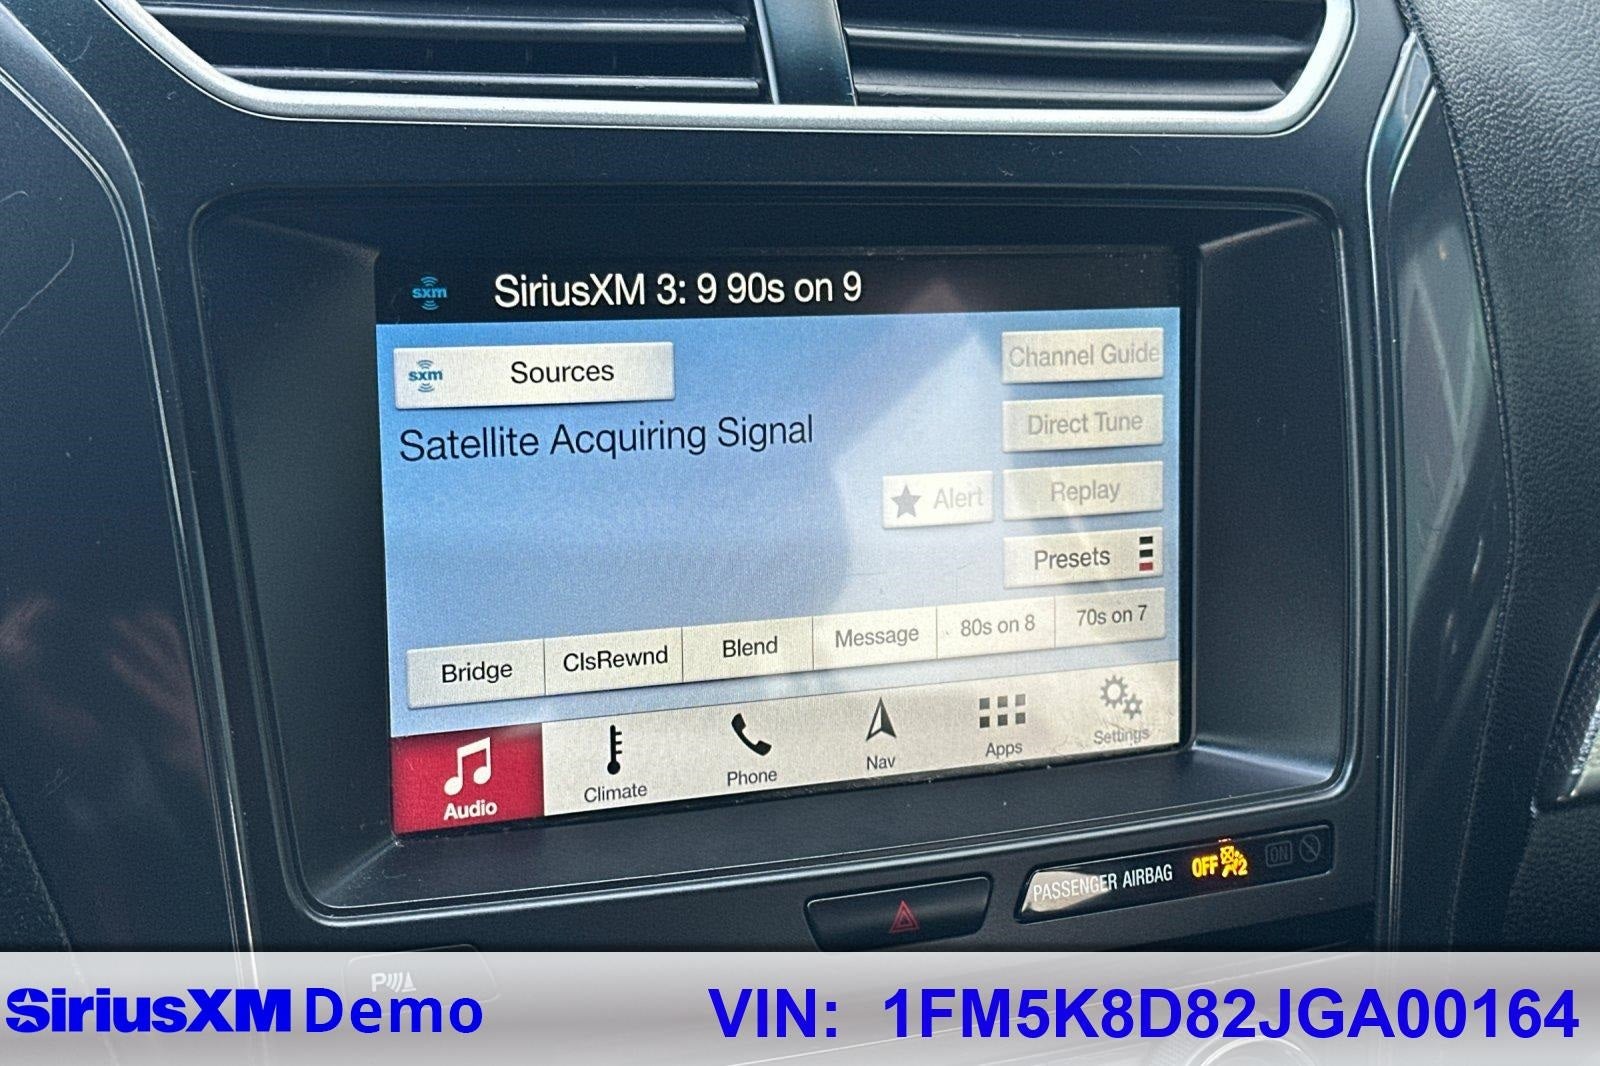 sxm SiriusXM 3: 9 90s on 9
sxm Sources
Channel Guide
Satellite Acquiring Signal
Direct Tune
Alert
Replay
Presets
Bridge ClsRewnd Blend Message 80s on 8 70s on 7
Audio Climate Phone Nav Apps Settings
PASSENGER AIRBAG OFF 2 ON
P
SiriusXM Demo VIN: 1FM5K8D82JGA00164